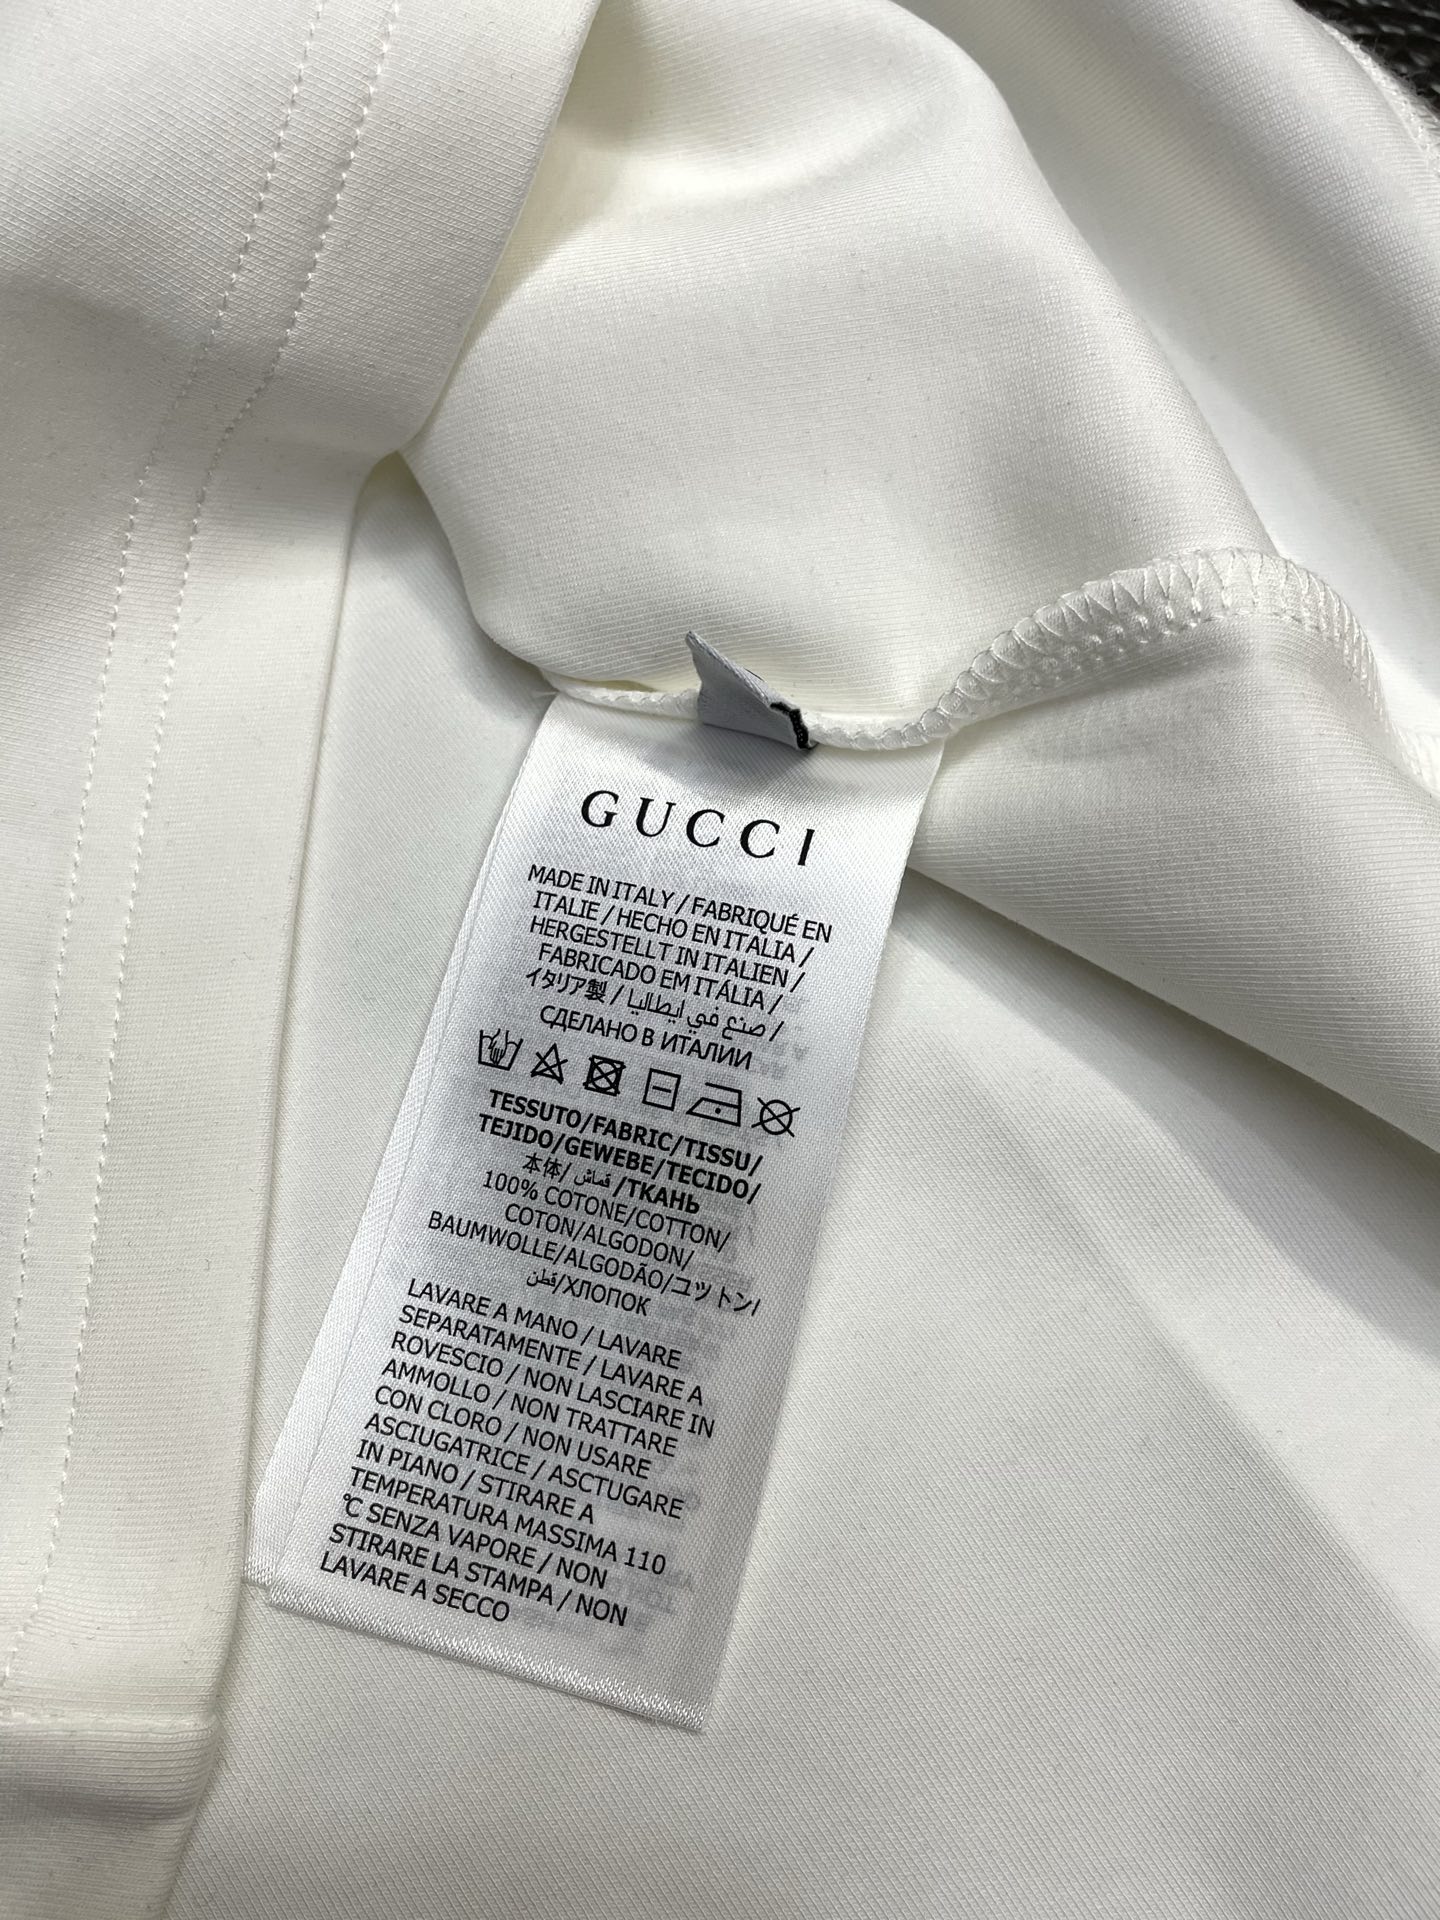 GUCCI
MADE IN ITALY / FABRIQUÉ EN
ITALIE / HECHO EN ITALIA /
HERGESTELLT IN ITALIEN /
FABRICADO EM ITÁLIA /
イタリア製 / صنع في ايطاليا /
СДЕЛАНО В ИТАЛИИ
TESSUTO/FABRIC/TISSU/
TEJIDO/GEWEBE/TECIDO/
本体/ قماش /ТКАНЬ
100% COTONE/COTTON/
COTON/ALGODON/
BAUMWOLLE/ALGODÃO/ユットン/
قطن/ХЛОПОК
LAVARE A MANO / LAVARE
SEPARATAMENTE / LAVARE A
ROVESCIO / NON LASCIARE IN
AMMOLLO / NON TRATTARE
CON CLORO / NON USARE
ASCIUGATRICE / ASCTUGARE
IN PIANO / STIRARE A
TEMPERATURA MASSIMA 110
℃ SENZA VAPORE / NON
STIRARE LA STAMPA / NON
LAVARE A SECCO